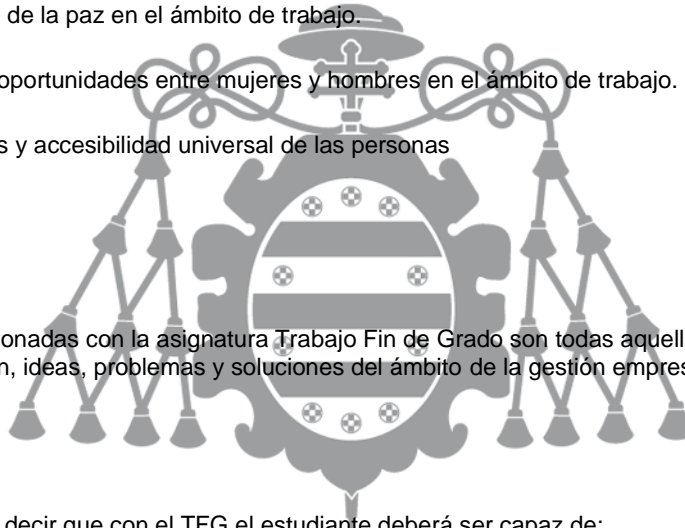 de la paz en el ámbito de trabajo.
oportunidades entre mujeres y hombres en el ámbito de trabajo.
s y accesibilidad universal de las personas
onadas con la asignatura Trabajo Fin de Grado son todas aquell
n, ideas, problemas y soluciones del ámbito de la gestión empres
decir que con el TFG el estudiante deberá ser capaz de: